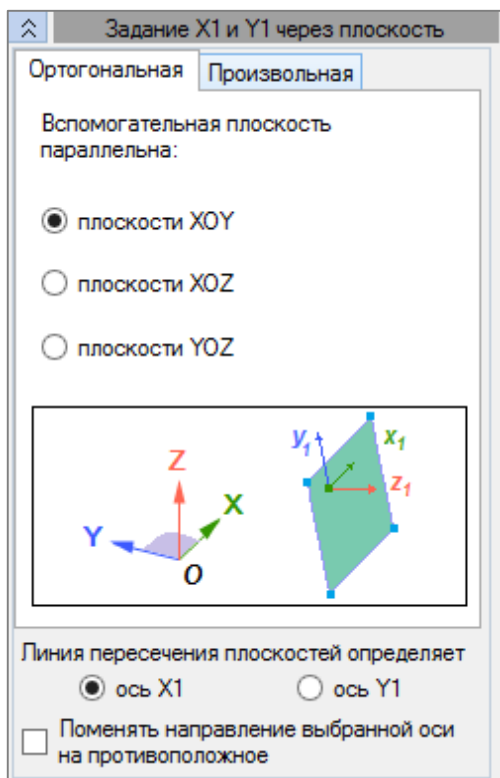 Задание X1 и Y1 через плоскость
Ортогональная Произвольная
Вспомогательная плоскость
параллельна:
плоскости XOY
плоскости XOZ
плоскости YOZ
Z
X
Y
O
y1
x1
z1
Линия пересечения плоскостей определяет
ось X1 ось Y1
Поменять направление выбранной оси
на противоположное